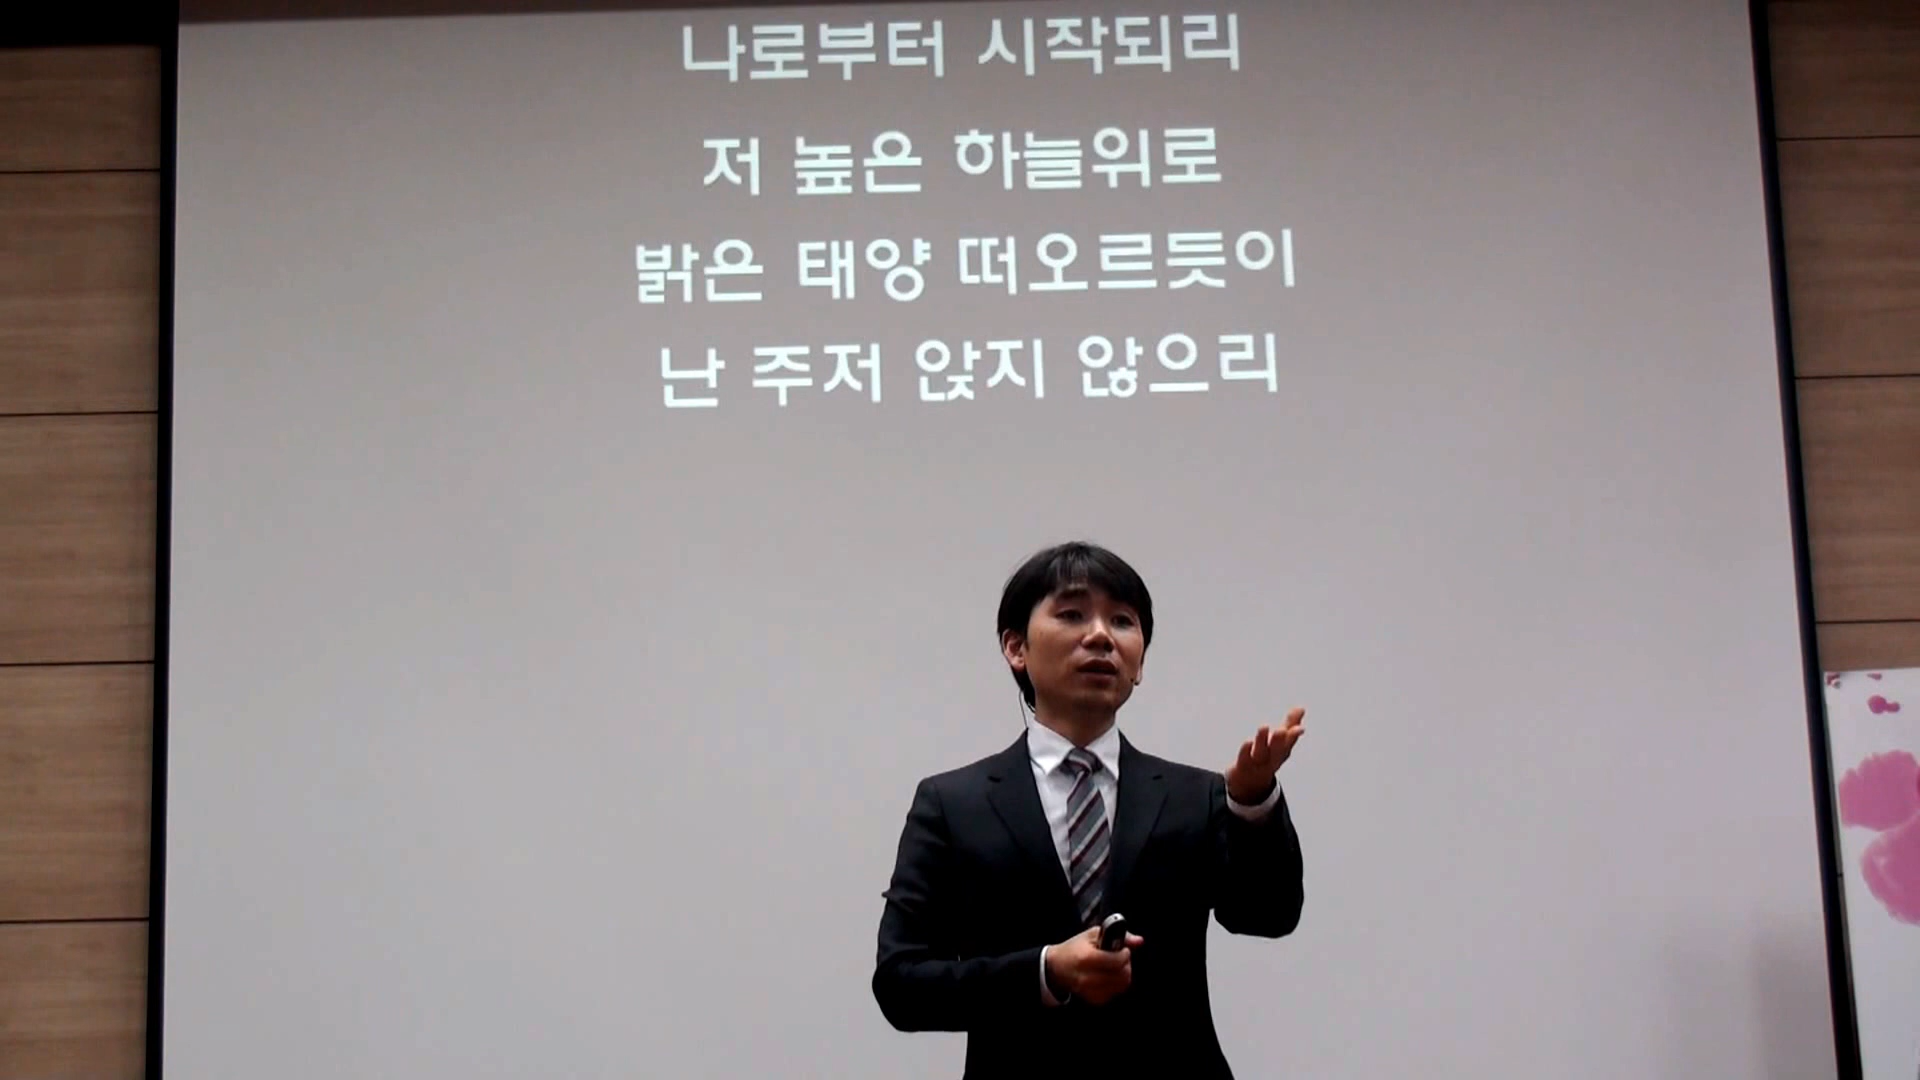 나로부터 시작되리
저 높은 하늘위로
밝은 태양 떠오르듯이
난 주저 앉지 않으리